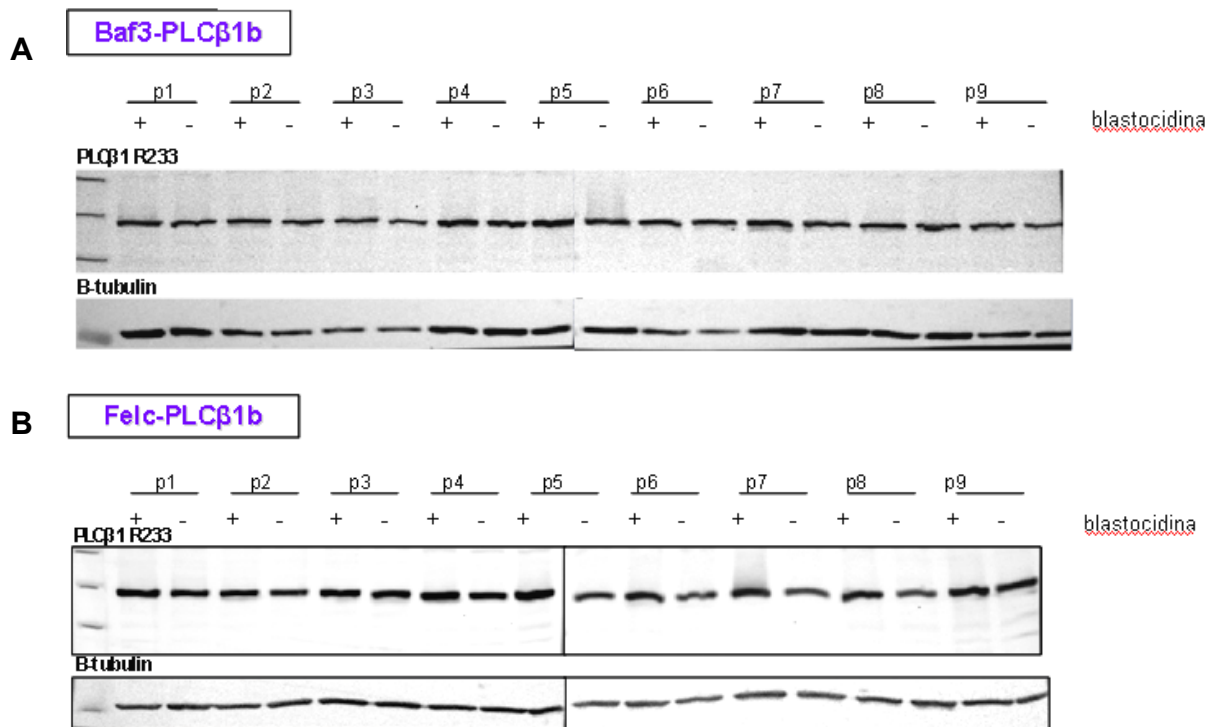 A
Baf3-PLCβ1b
p1 p2 p3 p4 p5 p6 p7 p8 p9
+ - + - + - + - + - + - + - + - + - blastocidina
PLCβ1 R233
B-tubulin
B
Felc-PLCβ1b
p1 p2 p3 p4 p5 p6 p7 p8 p9
+ - + - + - + - + - + - + - + - + - blastocidina
PLCβ1 R233
B-tubulin